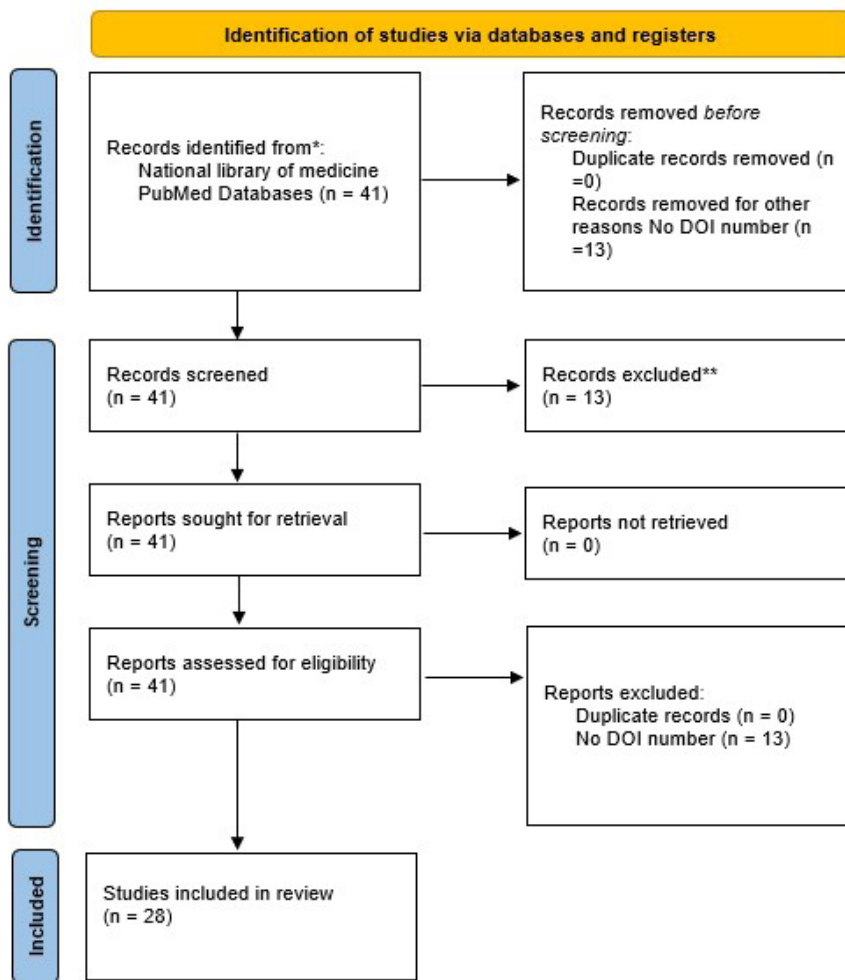 Identification of studies via databases and registers
Identification
Records identified from*:
National library of medicine
PubMed Databases (n = 41)
Records removed before
screening:
Duplicate records removed (n
=0)
Records removed for other
reasons No DOI number (n
=13)
Screening
Records screened
(n = 41)
Records excluded**
(n = 13)
Reports sought for retrieval
(n = 41)
Reports not retrieved
(n = 0)
Reports assessed for eligibility
(n = 41)
Reports excluded:
Duplicate records (n = 0)
No DOI number (n = 13)
Included
Studies included in review
(n = 28)